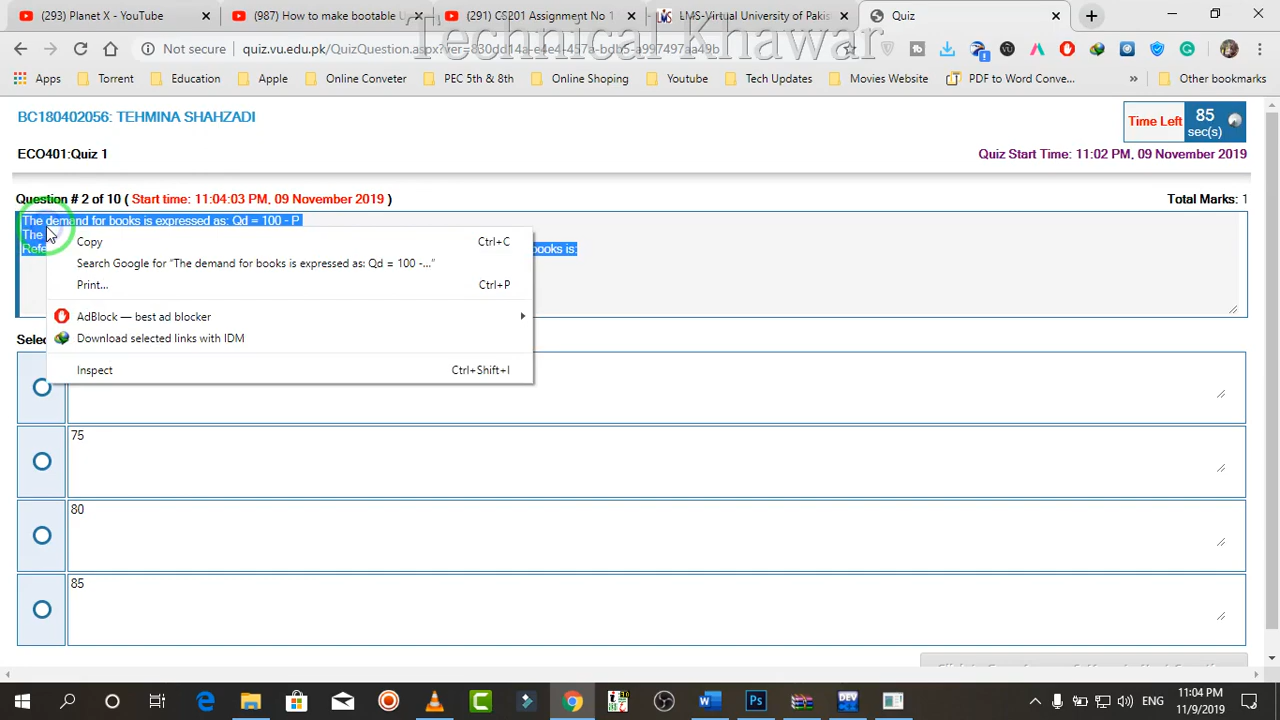 (293) Planet X - YouTube
(987) How to make bootable U
(291) CS201 Assignment No 1
LMS-Virtual University of Pakis
Quiz
Technical Khawar
Not secure
quiz.vu.edu.pk/QuizQuestion.aspx?ver=830dd14a-e4e4-457a-bdb5-a997497aa49b
Apps
Torrent
Education
Apple
Online Conveter
PEC 5th & 8th
Online Shoping
Youtube
Tech Updates
Movies Website
PDF to Word Conve...
»
Other bookmarks
BC180402056: TEHMINA SHAHZADI
Time Left
85
sec(s)
ECO401:Quiz 1
Quiz Start Time: 11:02 PM, 09 November 2019
Question # 2 of 10 ( Start time: 11:04:03 PM, 09 November 2019 )
Total Marks: 1
The demand for books is expressed as: Qd = 100 - P
The
books is:
Copy
Ctrl+C
Search Google for “The demand for books is expressed as: Qd = 100 -...”
Print...
Ctrl+P
AdBlock — best ad blocker
Download selected links with IDM
Inspect
Ctrl+Shift+I
75
80
85
ENG
11:04 PM
11/9/2019